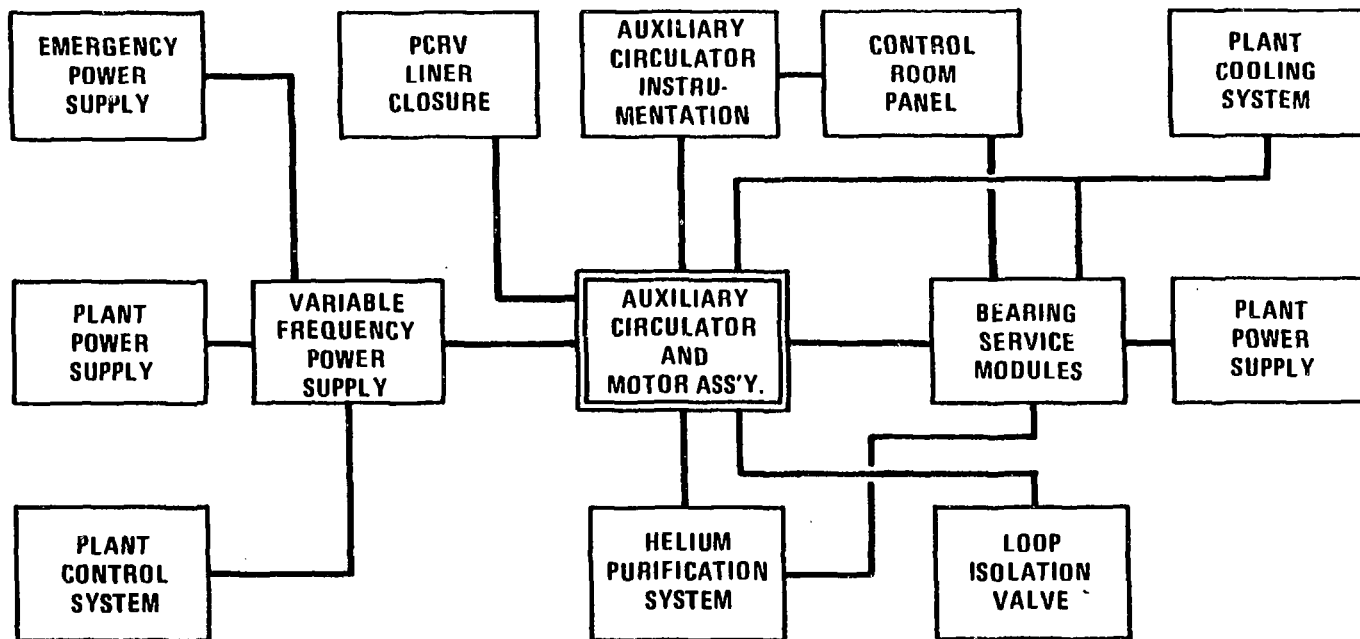 EMERGENCY
POWER
SUPPLY
PCRV
LINER
CLOSURE
AUXILIARY
CIRCULATOR
INSTRU-
MENTATION
CONTROL
ROOM
PANEL
PLANT
COOLING
SYSTEM
PLANT
POWER
SUPPLY
VARIABLE
FREQUENCY
POWER
SUPPLY
AUXILIARY
CIRCULATOR
AND
MOTOR ASS'Y.
BEARING
SERVICE
MODULES
PLANT
POWER
SUPPLY
PLANT
CONTROL
SYSTEM
HELIUM
PURIFICATION
SYSTEM
LOOP
ISOLATION
VALVE